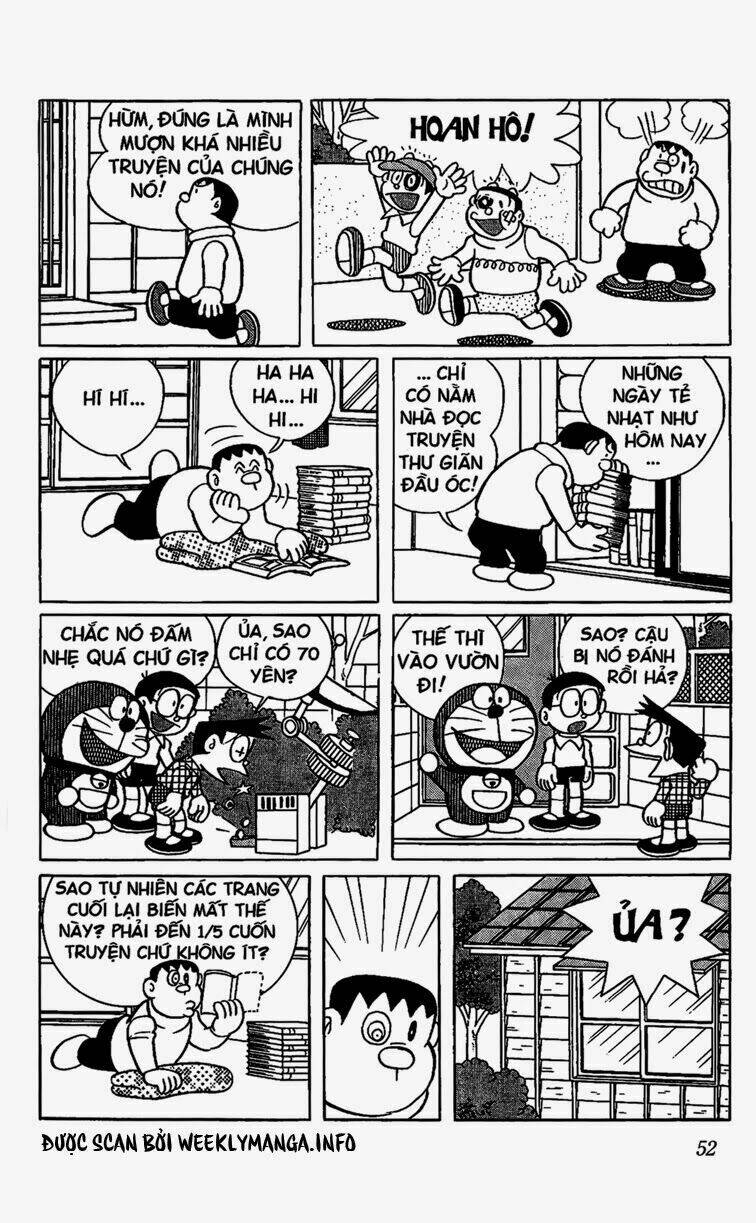 HOAN HÔ!
HỪM, ĐÚNG LÀ MÌNH
MƯỢN KHÁ NHIỀU
TRUYỆN CỦA CHÚNG
NÓ!
NHỮNG
NGÀY TẺ
NHẠT NHƯ
HÔM NAY
...
... CHỈ
CÓ NẰM
NHÀ ĐỌC
TRUYỆN
THƯ GIÃN
ĐẦU ÓC!
HA HA
HA... HI
HI...
HÍ HÍ...
SAO? CẬU
BỊ NÓ ĐÁNH
RỒI HẢ?
THẾ THÌ
VÀO VƯỜN
ĐI!
ỦA, SAO
CHỈ CÓ 70
YÊN?
CHẮC NÓ ĐẤM
NHẸ QUÁ CHỨ GÌ?
ỦA?
SAO TỰ NHIÊN CÁC TRANG
CUỐI LẠI BIẾN MẤT THẾ
NÀY? PHẢI ĐẾN 1/5 CUỐN
TRUYỆN CHỨ KHÔNG ÍT?
ĐƯỢC SCAN BỞI WEEKLYMANGA.INFO
52